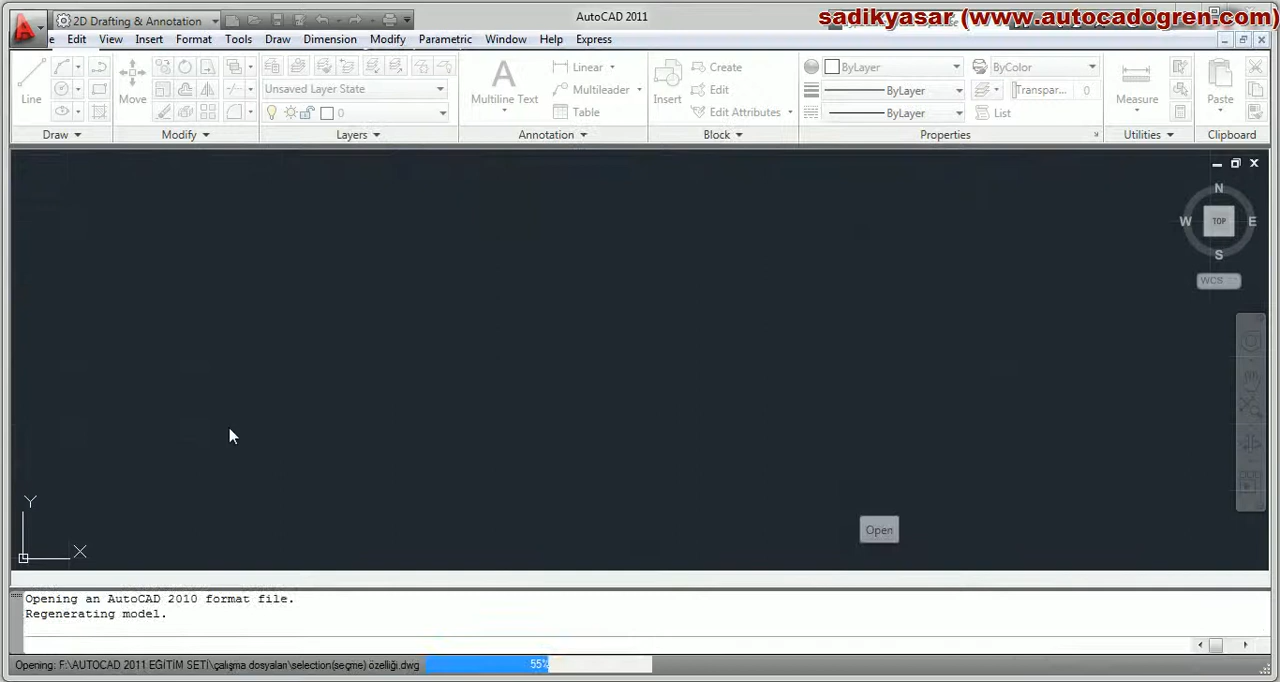 2D Drafting & Annotation
AutoCAD 2011
sadikyasar (www.autocadogren.com)
e Edit View Insert Format Tools Draw Dimension Modify Parametric Window Help Express
Line
Move
Unsaved Layer State
0
Multiline Text
Linear
Multileader
Table
Insert
Create
Edit
Edit Attributes
ByLayer
ByLayer
ByLayer
ByColor
Transpar... 0
List
Measure
Paste
Draw Modify Layers Annotation Block Properties Utilities Clipboard
N
W TOP E
S
WCS
Y
X
Open
Opening an AutoCAD 2010 format file.
Regenerating model.
Opening: F:\AUTOCAD 2011 EĞİTİM SETİ\çalışma dosyaları\selection(seçme) özelliği.dwg 55%